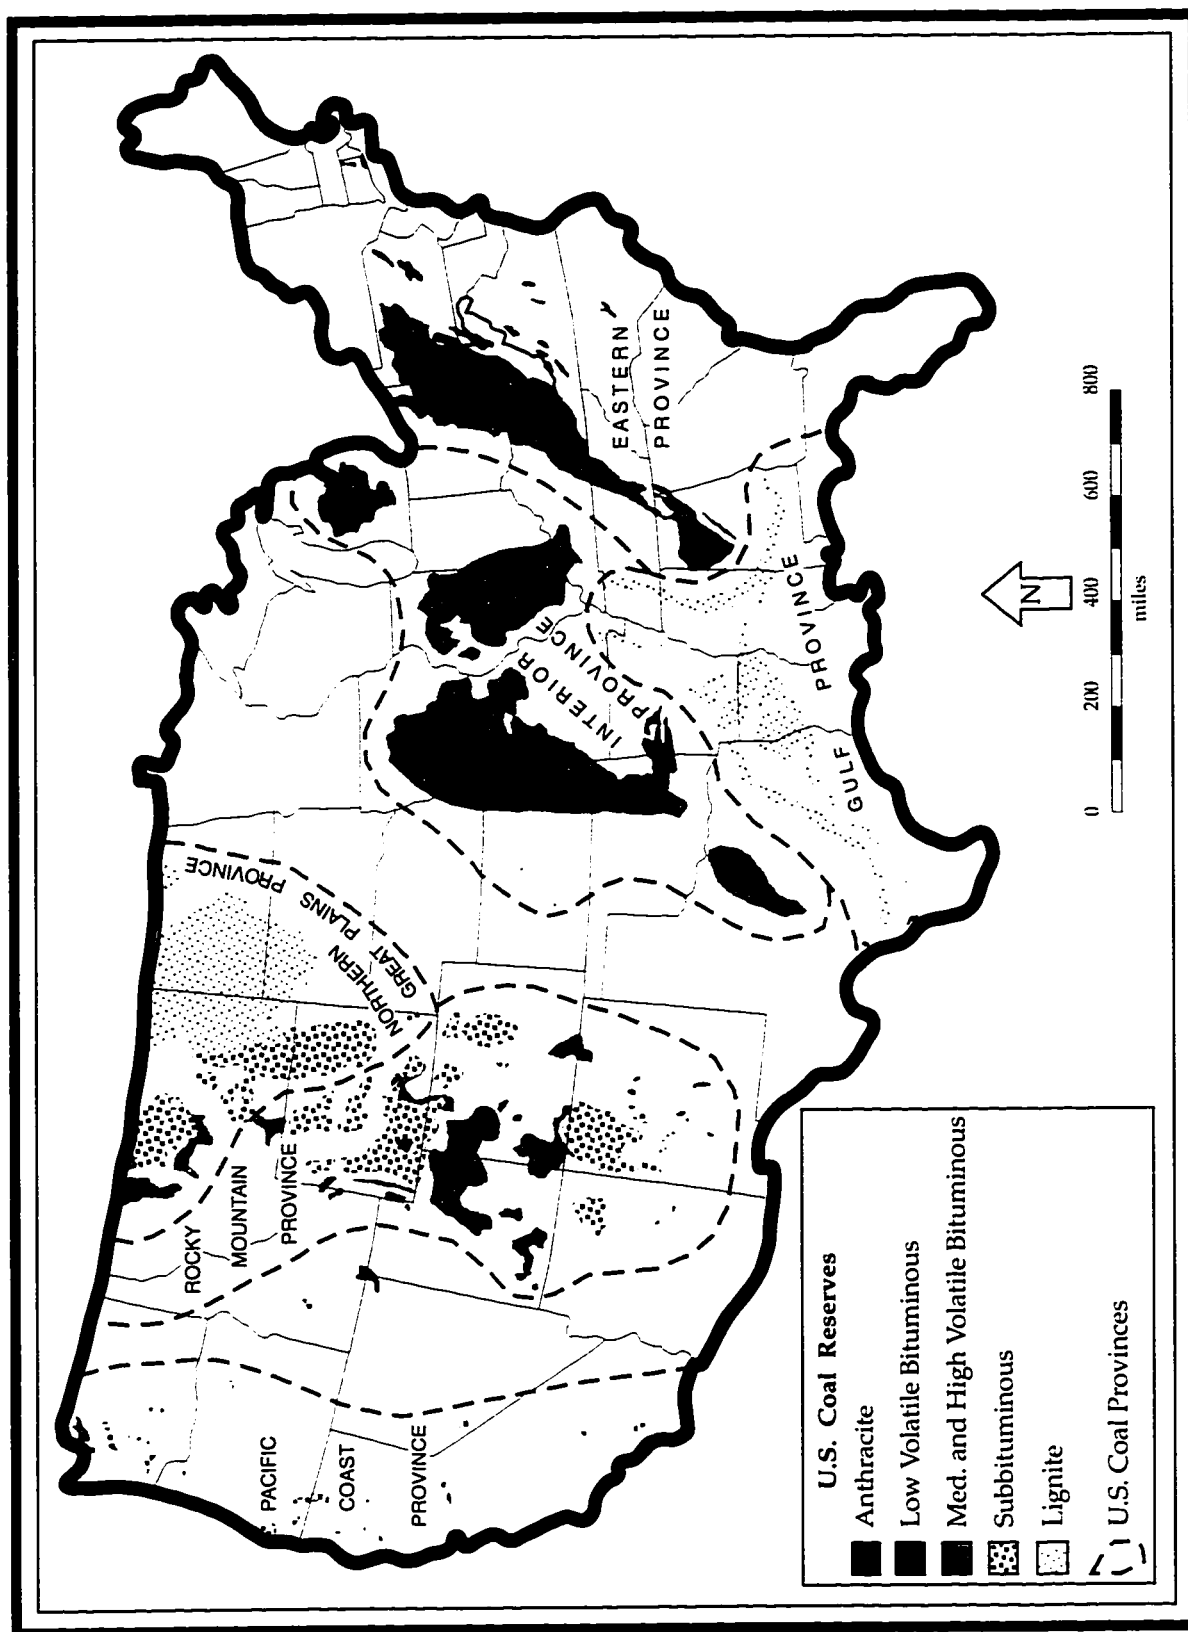 EASTERN
PROVINCE
INTERIOR
PROVINCE
GULF
PROVINCE
NORTHERN
GREAT PLAINS
PROVINCE
ROCKY
MOUNTAIN
PROVINCE
PACIFIC
COAST
PROVINCE
U.S. Coal Reserves
Anthracite
Low Volatile Bituminous
Med. and High Volatile Bituminous
Subbituminous
Lignite
U.S. Coal Provinces
N
0 200 400 600 800
miles